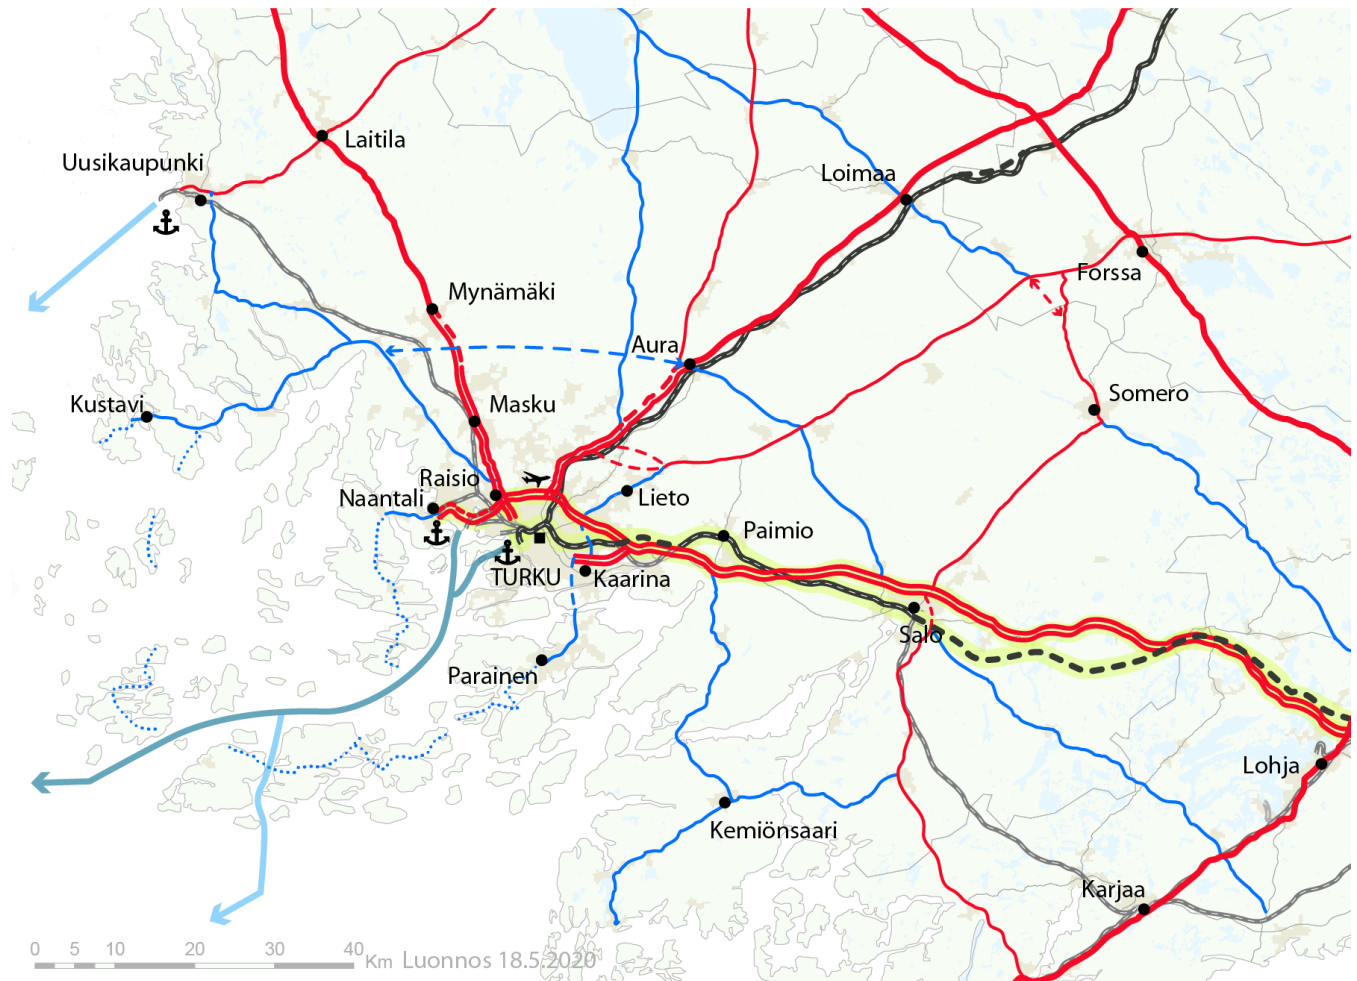 Laitila
Uusikaupunki
Loimaa
Forssa
Mynämäki
Aura
Somero
Kustavi
Masku
Raisio
Naantali
Lieto
Paimio
TURKU
Kaarina
Salo
Parainen
Lohja
Kemiönsaari
Karjaa
0 5 10 20 30 40
Km Luonnos 18.5.2020